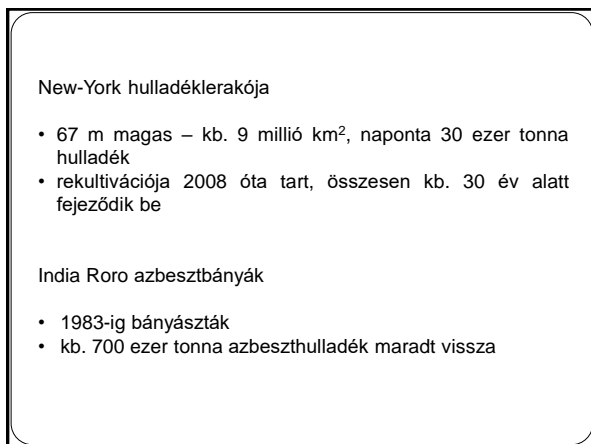 New-York hulladéklerakója
• 67 m magas – kb. 9 millió km², naponta 30 ezer tonna
hulladék
• rekultivációja 2008 óta tart, összesen kb. 30 év alatt
fejeződik be
India Roro azbesztbányák
• 1983-ig bányászták
• kb. 700 ezer tonna azbeszthulladék maradt vissza